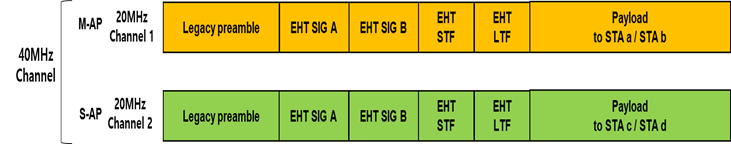 40MHz
Channel
M-AP
20MHz
Channel 1
Legacy preamble
EHT SIG A
EHT SIG B
EHT
STF
EHT
LTF
Payload
to STA a / STA b
S-AP
20MHz
Channel 2
Legacy preamble
EHT SIG A
EHT SIG B
EHT
STF
EHT
LTF
Payload
to STA c / STA d